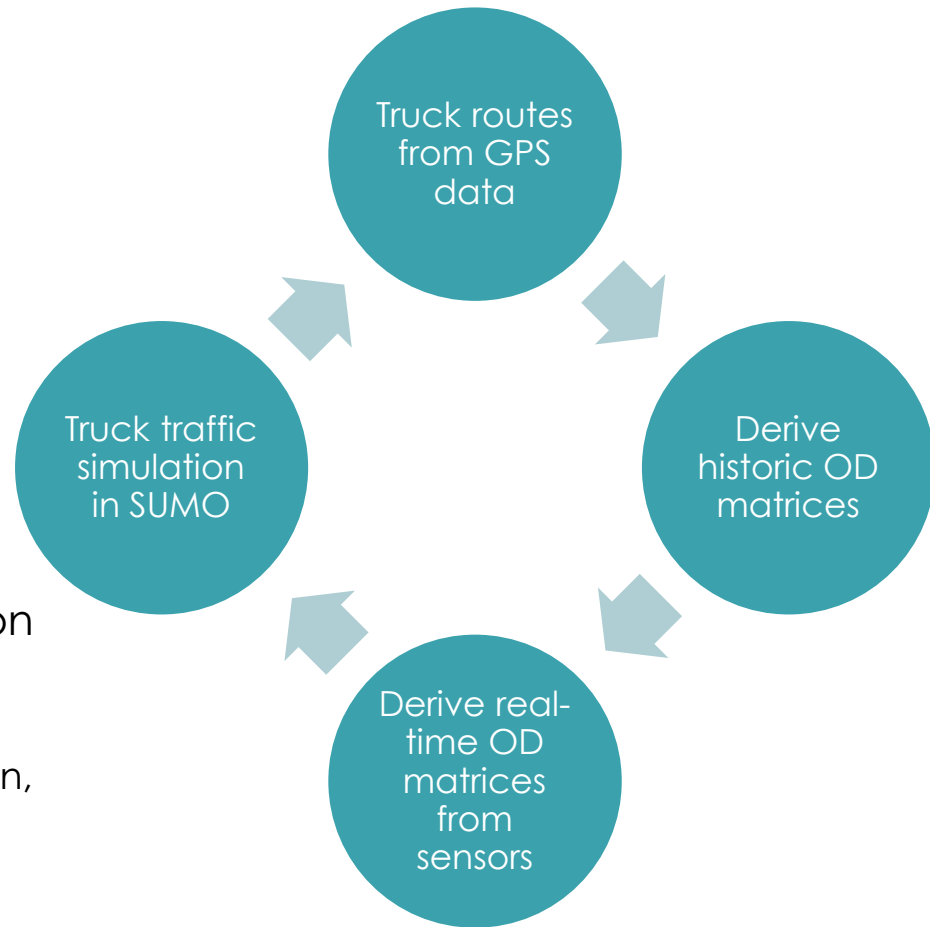 Truck routes
from GPS
data
Derive
historic OD
matrices
Derive real-
time OD
matrices
from
sensors
Truck traffic
simulation
in SUMO
on
n,